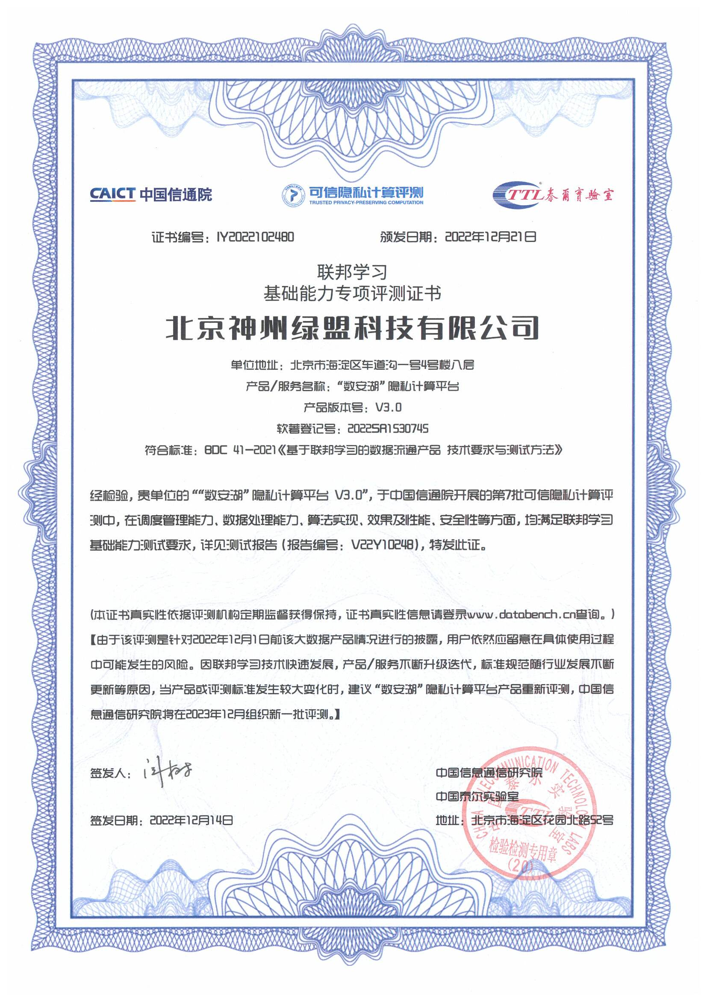 CAICT 中国信通院
可信隐私计算评测
TRUSTED PRIVACY-PRESERVING COMPUTATION
TTL泰爾實驗室
证书编号：IY2022102480 颁发日期：2022年12月21日
联邦学习
基础能力专项评测证书
北京神州绿盟科技有限公司
单位地址：北京市海淀区车道沟一号4号楼八层
产品/服务名称：“数安湖”隐私计算平台
产品版本号：V3.0
软著登记号：2022SR1530745
符合标准：BDC 41-2021《基于联邦学习的数据流通产品 技术要求与测试方法》
经检验，贵单位的““数安湖”隐私计算平台 V3.0”，于中国信通院开展的第7批可信隐私计算评
测中，在调度管理能力、数据处理能力、算法实现、效果及性能、安全性等方面，均满足联邦学习
基础能力测试要求，详见测试报告（报告编号：V22Y10248），特发此证。
(本证书真实性依据评测机构定期监督获得保持，证书真实性信息请登录www.databench.cn查询。)
【由于该评测是针对2022年12月1日前该大数据产品情况进行的披露，用户依然应留意在具体使用过程
中可能发生的风险。因联邦学习技术快速发展，产品/服务不断升级迭代，标准规范随行业发展不断
更新等原因，当产品或评测标准发生较大变化时，建议“数安湖”隐私计算平台产品重新评测，中国信
息通信研究院将在2023年12月组织新一批评测。】
签发人：闫树
签发日期：2022年12月14日
中国信息通信研究院
中国泰尔实验室
地址：北京市海淀区花园北路52号
CHINA TELECOMMUNICATION TECHNOLOGY LABS
中国泰尔实验室
TTL
检验检测专用章
(20)